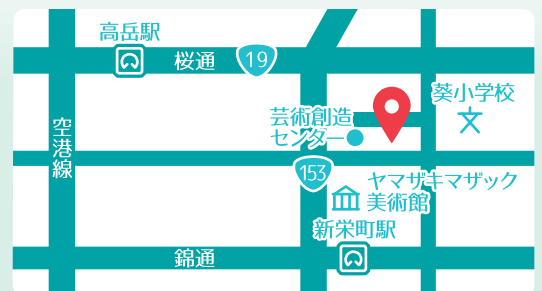 高岳駅
桜通
19
葵小学校
芸術創造
センター
空港線
153
ヤマザキマザック
美術館
新栄町駅
錦通